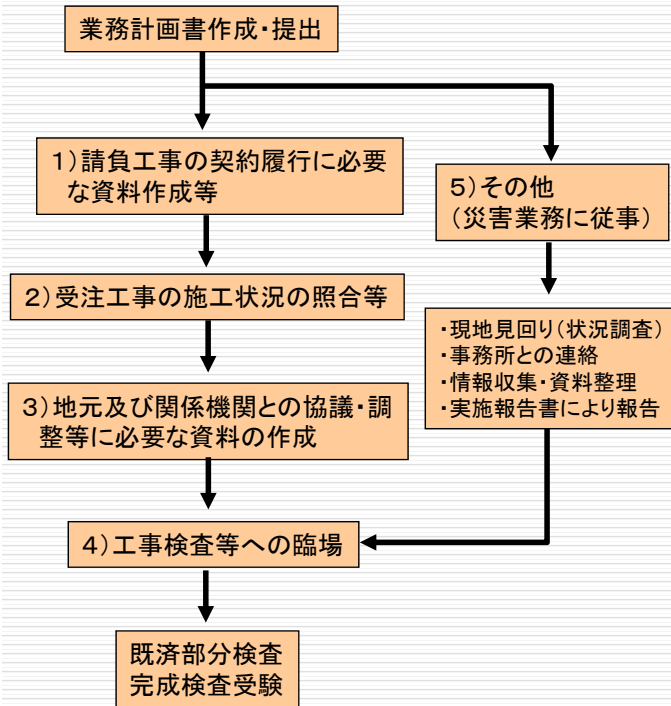 業務計画書作成・提出
1)請負工事の契約履行に必要
な資料作成等
2)受注工事の施工状況の照合等
3)地元及び関係機関との協議・調
整等に必要な資料の作成
4)工事検査等への臨場
既済部分検査
完成検査受験
5)その他
(災害業務に従事)
・現地見回り(状況調査)
・事務所との連絡
・情報収集・資料整理
・実施報告書により報告